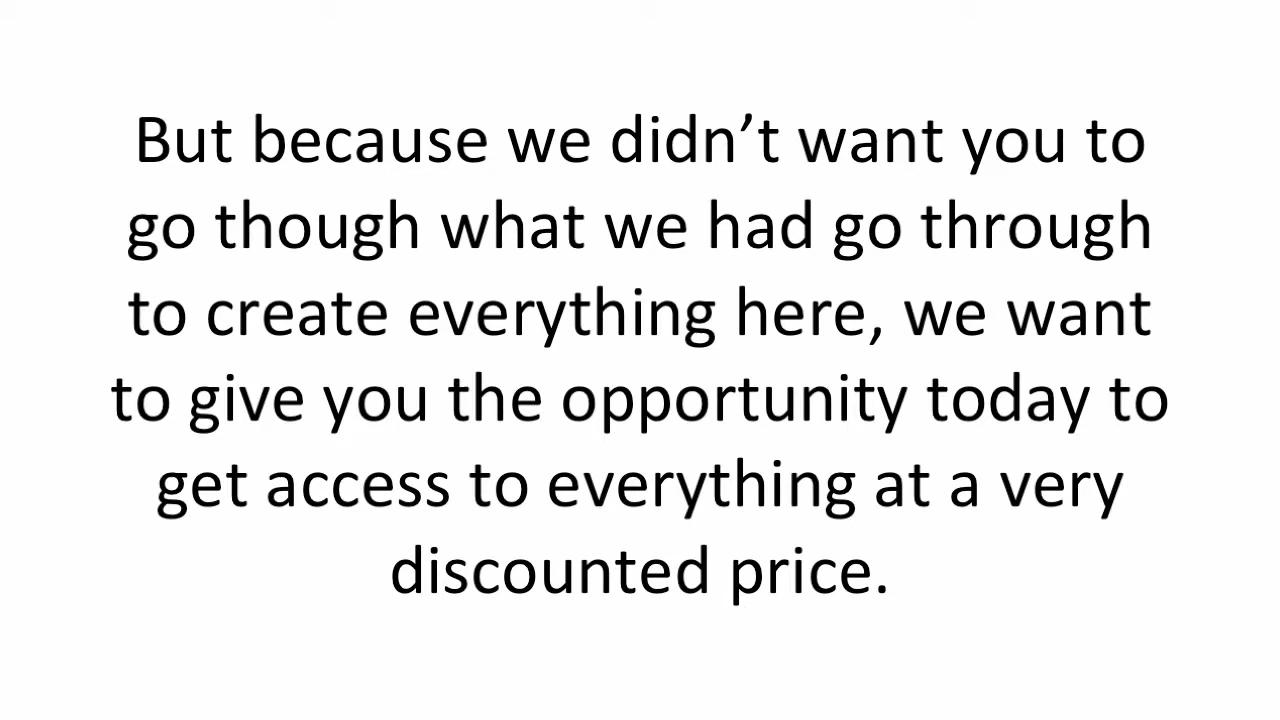 But because we didn’t want you to
go though what we had go through
to create everything here, we want
to give you the opportunity today to
get access to everything at a very
discounted price.